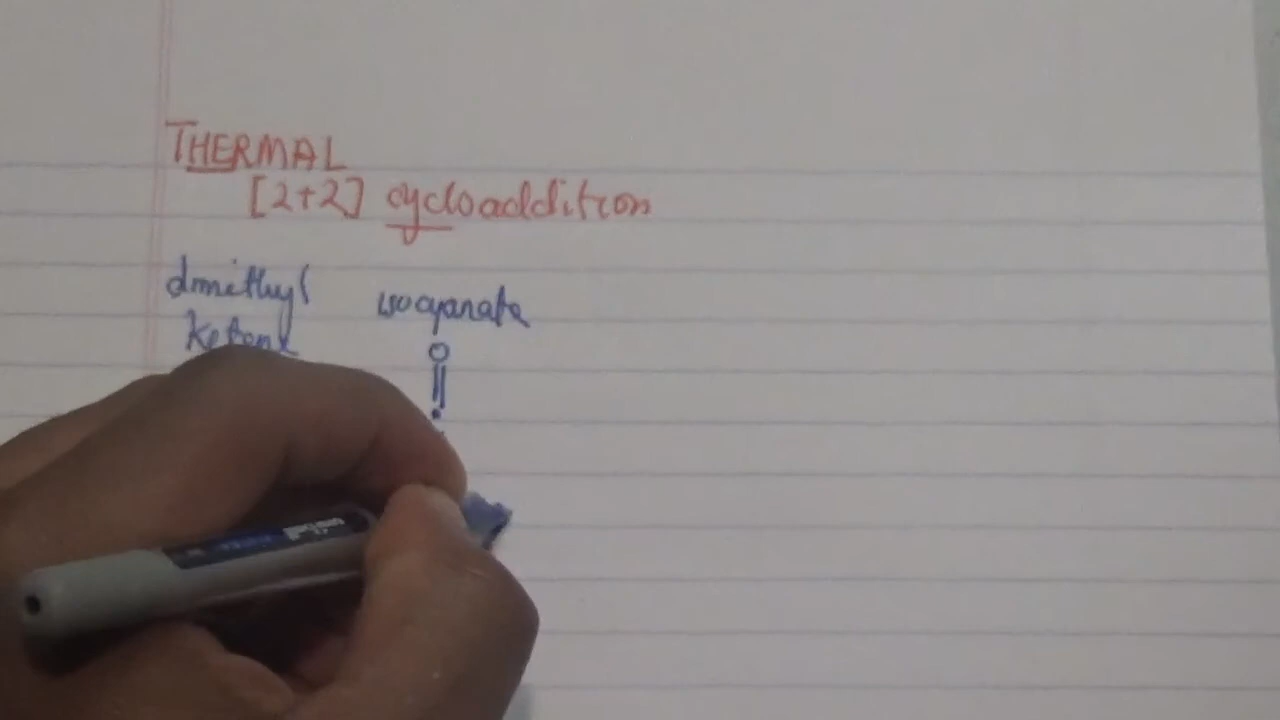 THERMAL
[2+2] cycloaddition
dimethyl isocyanate
ketene
O